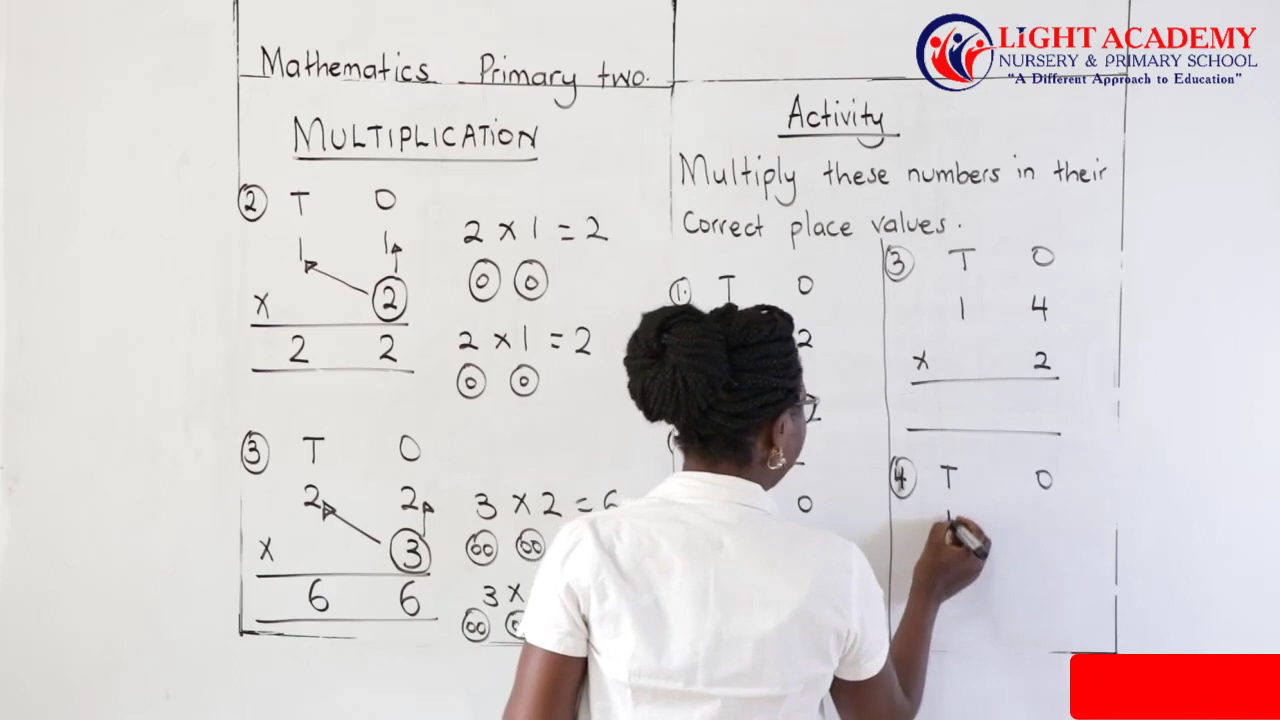 LiGHT ACADEMY
NURSERY & PRIMARY SCHOOL
"A Different Approach to Education"
Mathematics Primary two.
MULTIPLICATION
2 T O
1 1
x 2
2 2
2 x 1 = 2
2 x 1 = 2
3 T O
2 2
x 3
6 6
3 x 2 = 6
3 x
Activity
Multiply these numbers in their
Correct place values.
1. T O
2
O
3 T O
1 4
x 2
4 T O